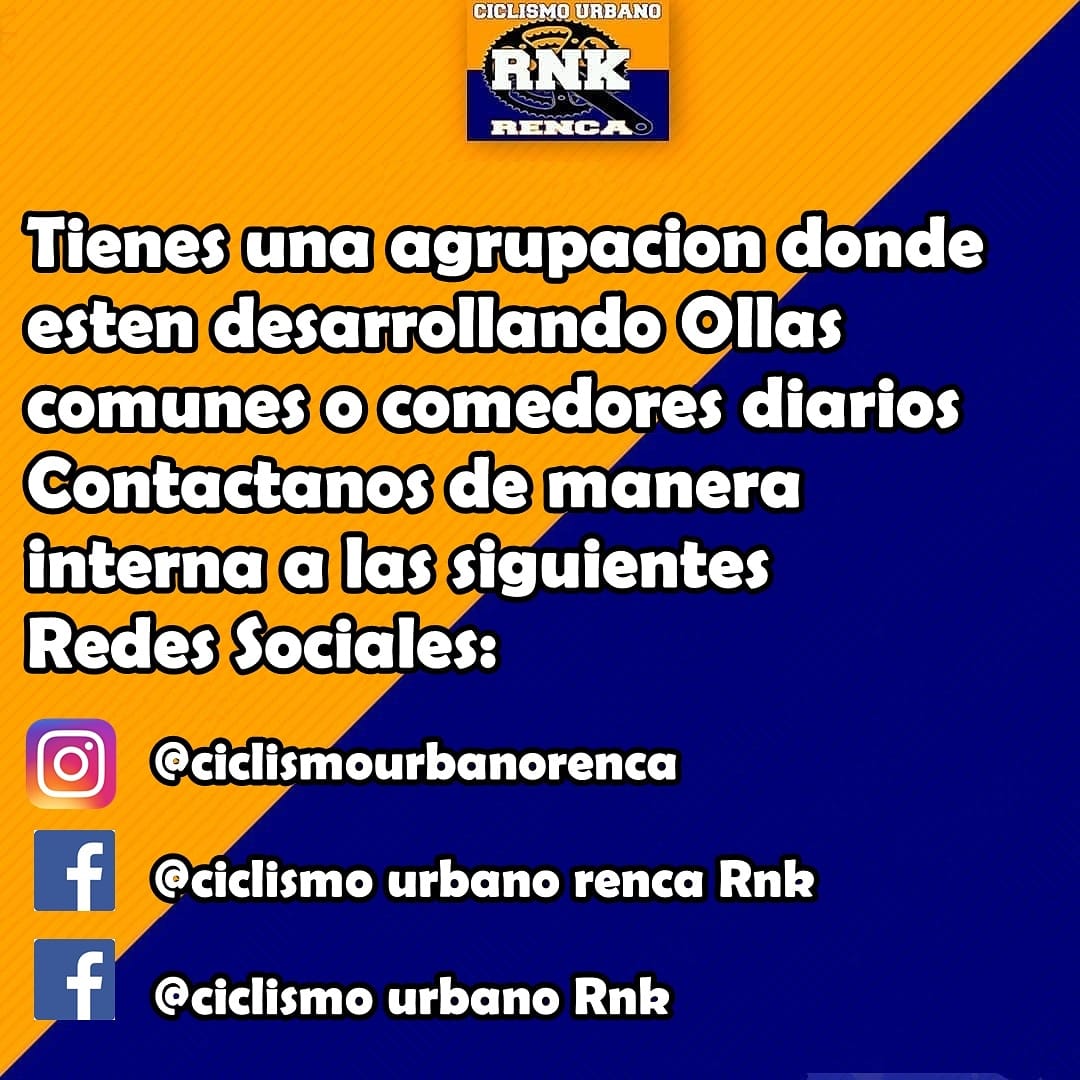 CICLISMO URBANO
RNK
RENCA
Tienes una agrupacion donde
esten desarrollando Ollas
comunes o comedores diarios
Contactanos de manera
interna a las siguientes
Redes Sociales:
@ciclismourbanorenca
@ciclismo urbano renca Rnk
@ciclismo urbano Rnk